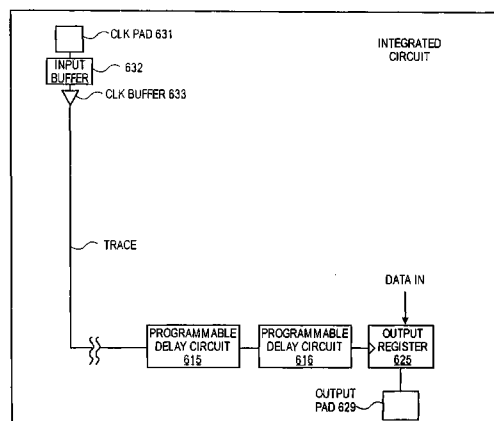 CLK PAD 631
INTEGRATED
CIRCUIT
INPUT
BUFFER
632
CLK BUFFER 633
TRACE
DATA IN
PROGRAMMABLE
DELAY CIRCUIT
615
PROGRAMMABLE
DELAY CIRCUIT
616
OUTPUT
REGISTER
625
OUTPUT
PAD 629